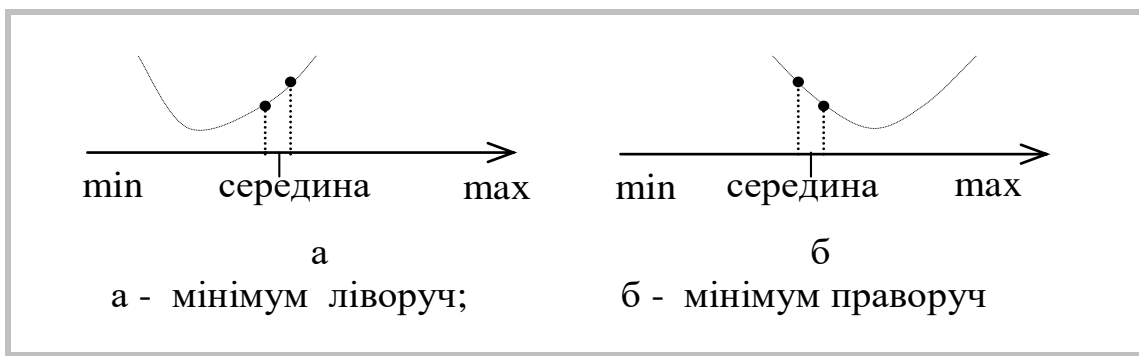 min середина max min середина max
а б
а - мінімум ліворуч; б - мінімум праворуч